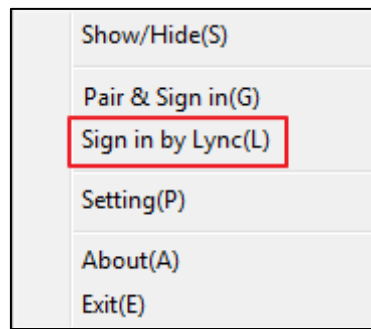 Show/Hide(S)
Pair & Sign in(G)
Sign in by Lync(L)
Setting(P)
About(A)
Exit(E)